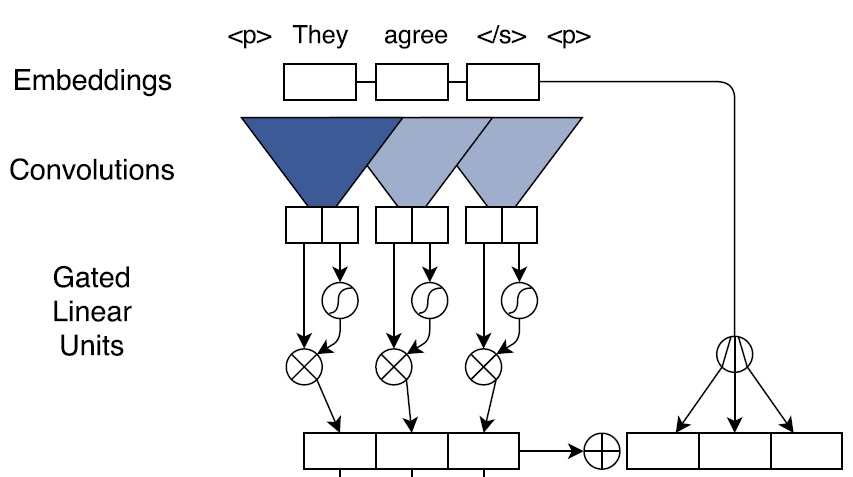 <p> They agree </s> <p>
Embeddings
Convolutions
Gated
Linear
Units